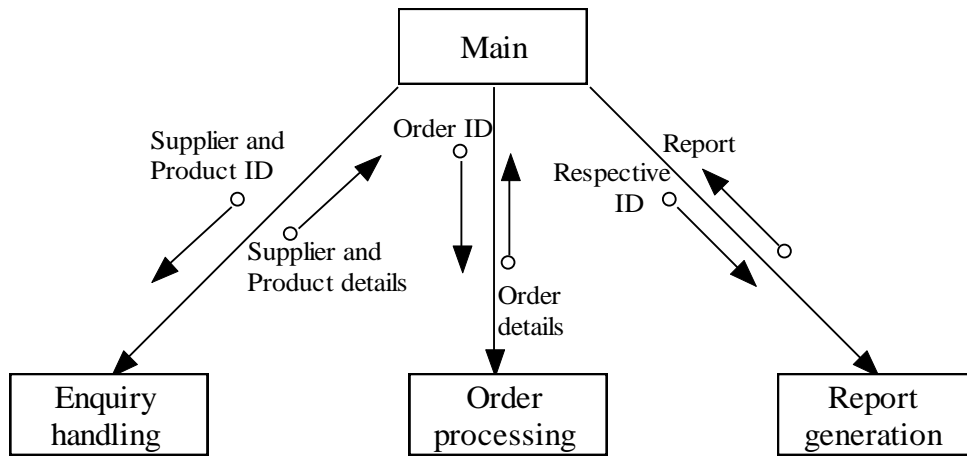 Main
Supplier and
Product ID
Order ID
Report
Respective
ID
Supplier and
Product details
Order
details
Enquiry
handling
Order
processing
Report
generation